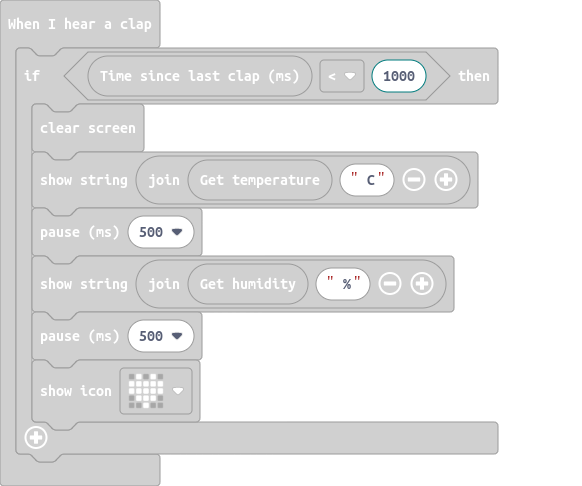 When I hear a clap
if Time since last clap (ms) < 1000 then
clear screen
show string join Get temperature " C"
pause (ms) 500
show string join Get humidity " %"
pause (ms) 500
show icon